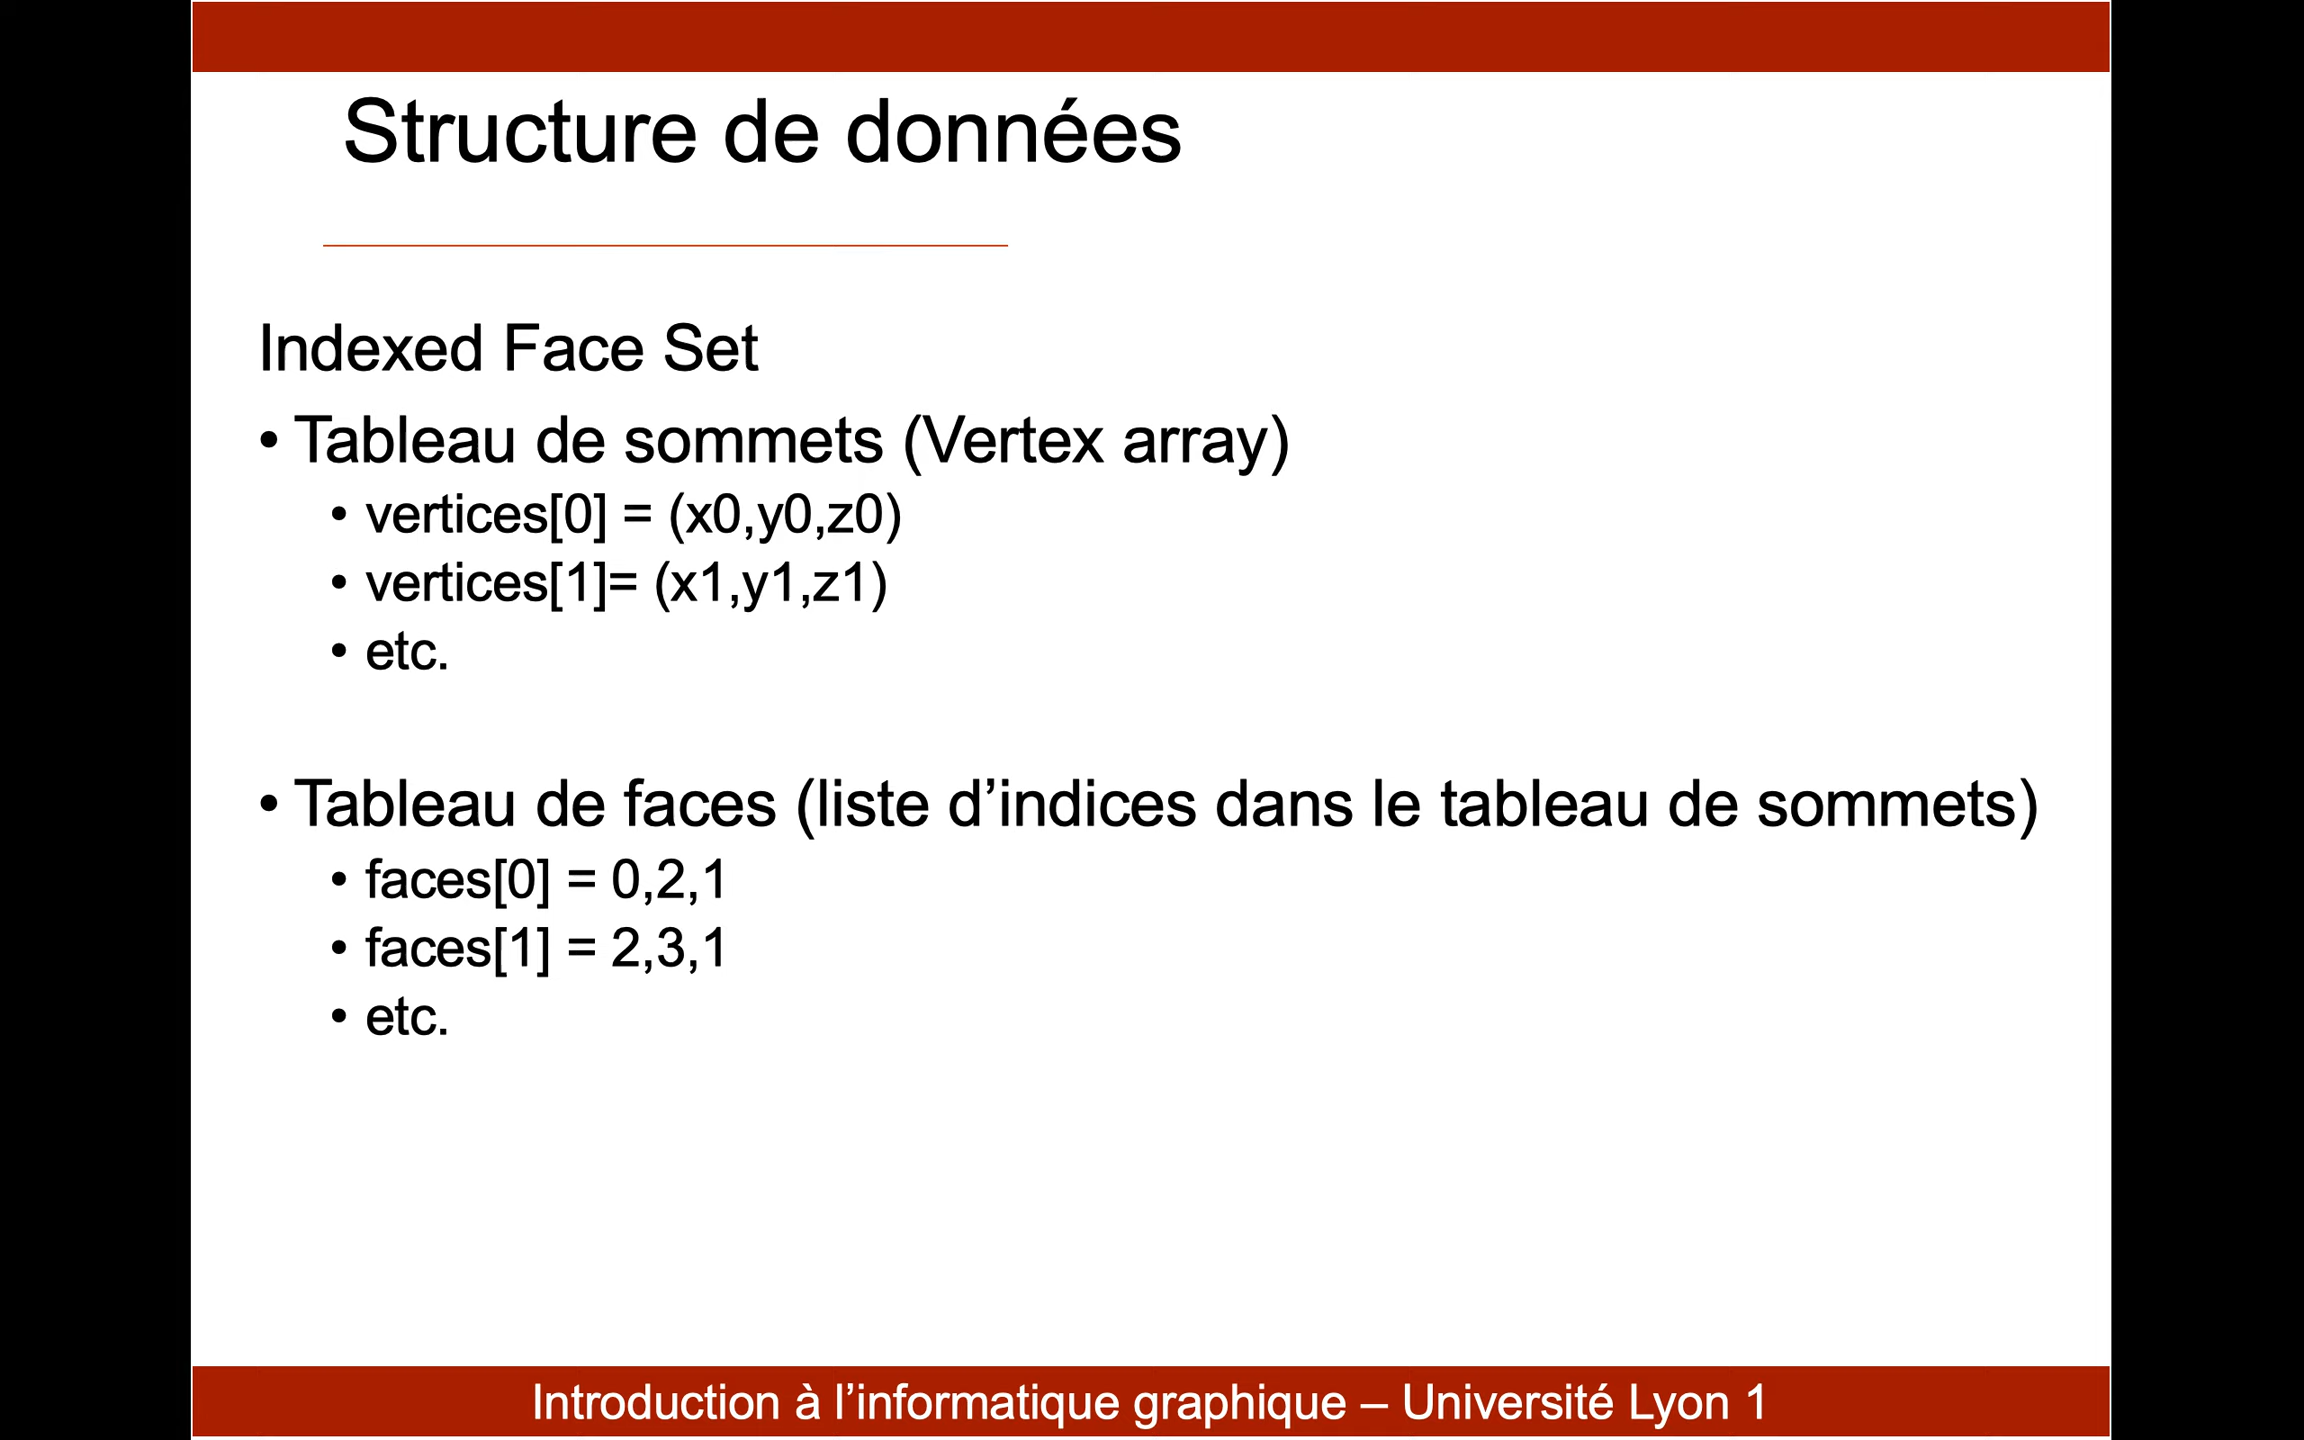 Structure de données
Indexed Face Set
• Tableau de sommets (Vertex array)
• vertices[0] = (x0,y0,z0)
• vertices[1]= (x1,y1,z1)
• etc.
• Tableau de faces (liste d’indices dans le tableau de sommets)
• faces[0] = 0,2,1
• faces[1] = 2,3,1
• etc.
Introduction à l’informatique graphique – Université Lyon 1